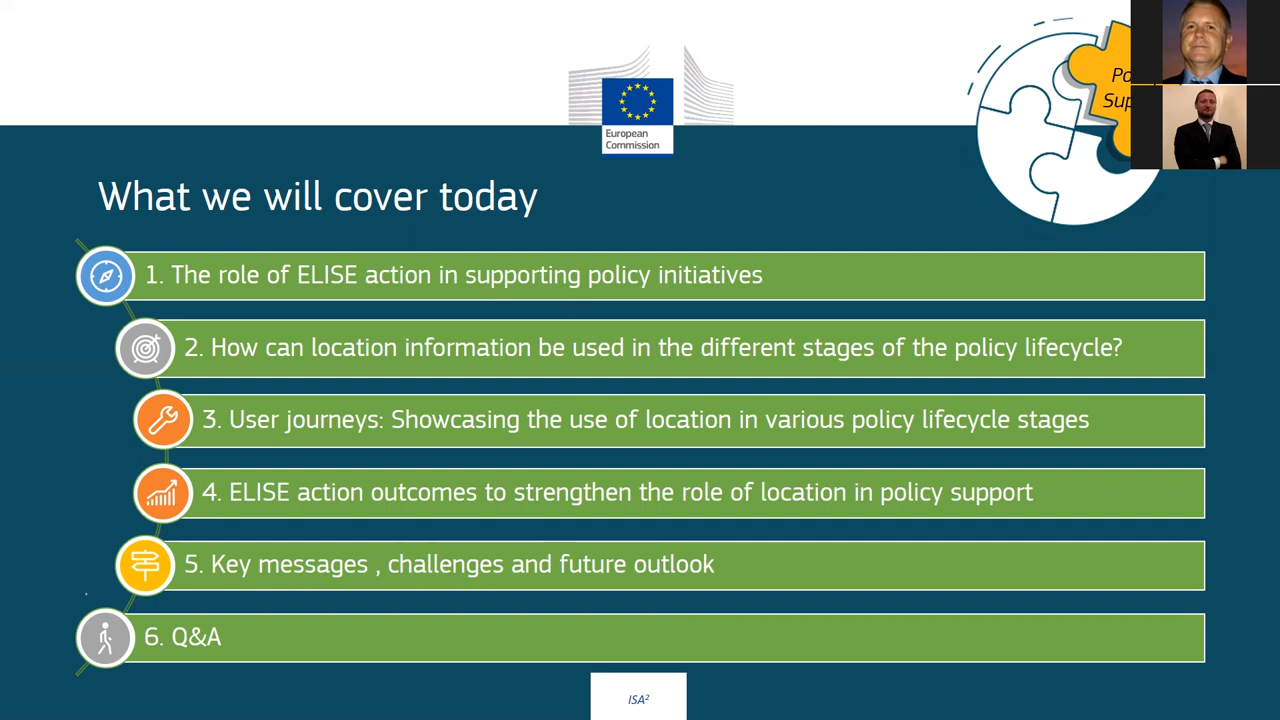 European
Commission
What we will cover today
1. The role of ELISE action in supporting policy initiatives
2. How can location information be used in the different stages of the policy lifecycle?
3. User journeys: Showcasing the use of location in various policy lifecycle stages
4. ELISE action outcomes to strengthen the role of location in policy support
5. Key messages , challenges and future outlook
6. Q&A
ISA²